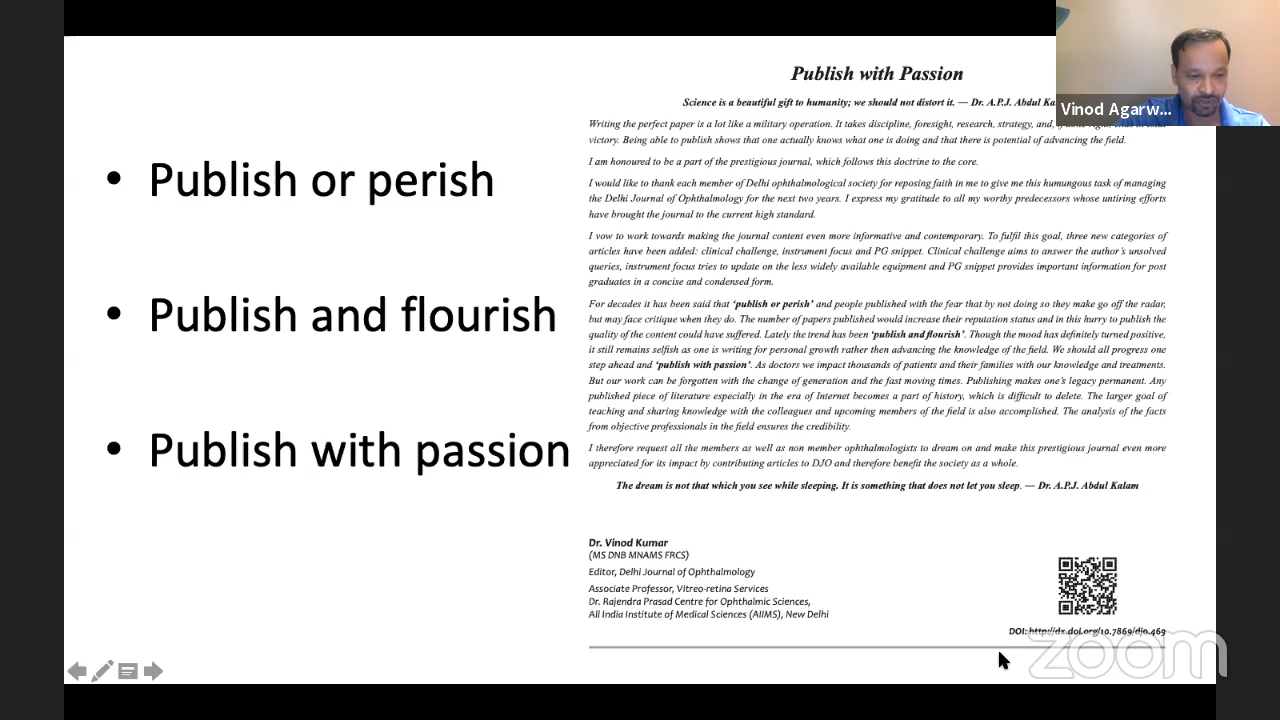 • Publish or perish
• Publish and flourish
• Publish with passion
Publish with Passion
Science is a beautiful gift to humanity; we should not distort it. — Dr. A.P.J. Abdul
Writing the perfect paper is a lot like a military operation. It takes discipline, foresight, research, strategy, and,
victory. Being able to publish shows that one actually knows what one is doing and that there is potential of advancing the field.
I am honoured to be a part of the prestigious journal, which follows this doctrine to the core.
I would like to thank each member of Delhi ophthalmological society for reposing faith in me to give me this humungous task of managing
the Delhi Journal of Ophthalmology for the next two years. I express my gratitude to all my worthy predecessors whose untiring efforts
have brought the journal to the current high standard.
I vow to work towards making the journal content even more informative and contemporary. To fulfil this goal, three new categories of
articles have been added: clinical challenge, instrument focus and PG snippet. Clinical challenge aims to answer the author's unsolved
queries, instrument focus tries to update on the less widely available equipment and PG snippet provides important information for post
graduates in a concise and condensed form.
For decades it has been said that 'publish or perish' and people published with the fear that by not doing so they make go off the radar,
but may face critique when they do. The number of papers published would increase their reputation status and in this hurry to publish the
quality of the content could have suffered. Lately the trend has been 'publish and flourish'. Though the mood has definitely turned positive,
it still remains selfish as one is writing for personal growth rather then advancing the knowledge of the field. We should all progress one
step ahead and 'publish with passion'. As doctors we impact thousands of patients and their families with our knowledge and treatments.
But our work can be forgotten with the change of generation and the fast moving times. Publishing makes one's legacy permanent. Any
published piece of literature especially in the era of Internet becomes a part of history, which is difficult to delete. The larger goal of
teaching and sharing knowledge with the colleagues and upcoming members of the field is also accomplished. The analysis of the facts
from objective professionals in the field ensures the credibility.
I therefore request all the members as well as non member ophthalmologists to dream on and make this prestigious journal even more
appreciated for its impact by contributing articles to DJO and therefore benefit the society as a whole.
The dream is not that which you see while sleeping. It is something that does not let you sleep. — Dr. A.P.J. Abdul Kalam
Dr. Vinod Kumar
(MS DNB MNAMS FRCS)
Editor, Delhi Journal of Ophthalmology
Associate Professor, Vitreo-retina Services
Dr. Rajendra Prasad Centre for Ophthalmic Sciences,
All India Institute of Medical Sciences (AIIMS), New Delhi
DOI: http://dx.doi.org/10.7869/djo.469
Vinod Agarw...
zoom